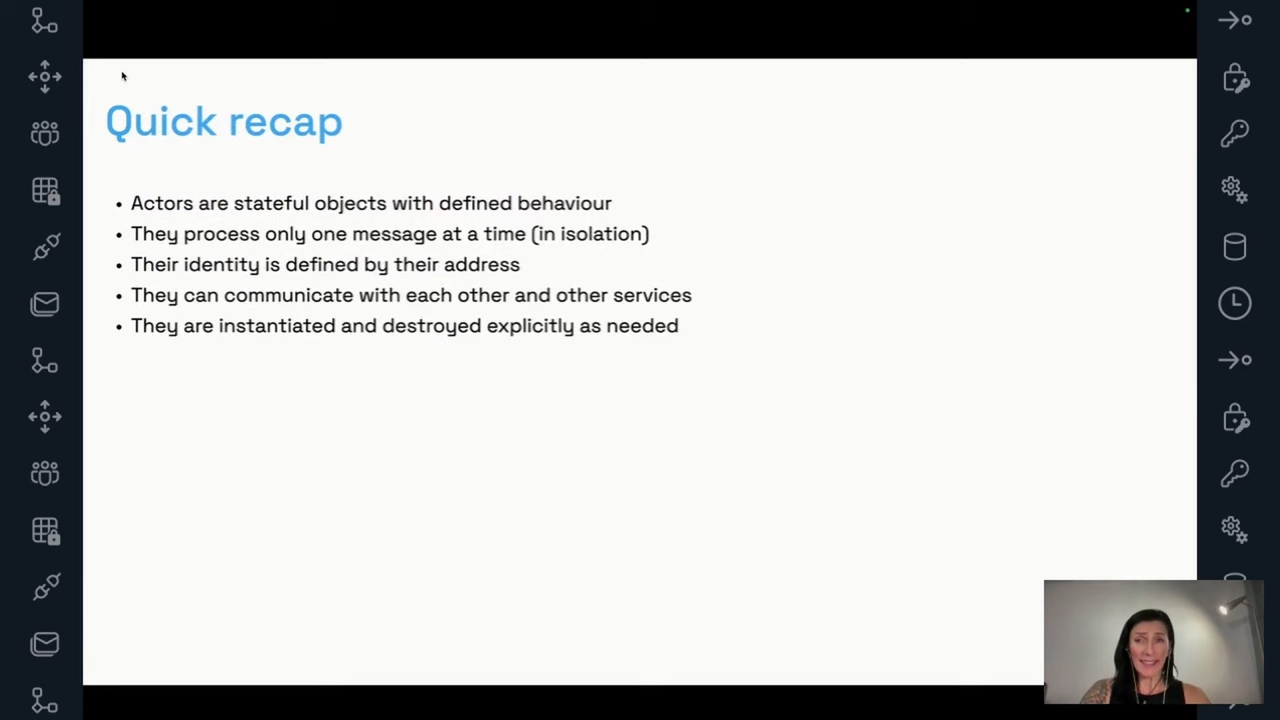 Quick recap
• Actors are stateful objects with defined behaviour
• They process only one message at a time (in isolation)
• Their identity is defined by their address
• They can communicate with each other and other services
• They are instantiated and destroyed explicitly as needed